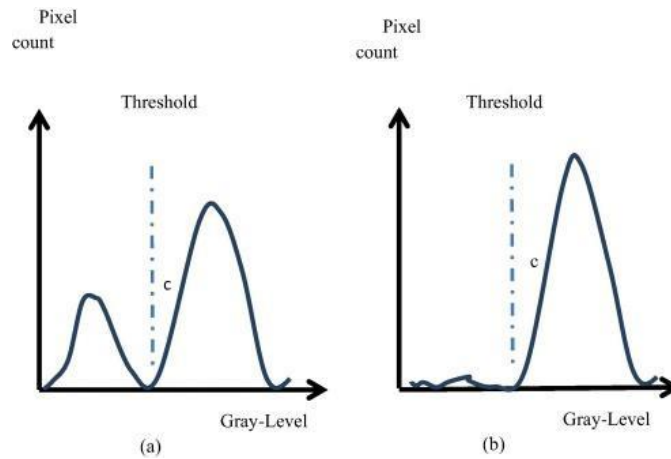 Pixel
count
Threshold
c
Gray-Level
(a)
Pixel
count
Threshold
c
Gray-Level
(b)